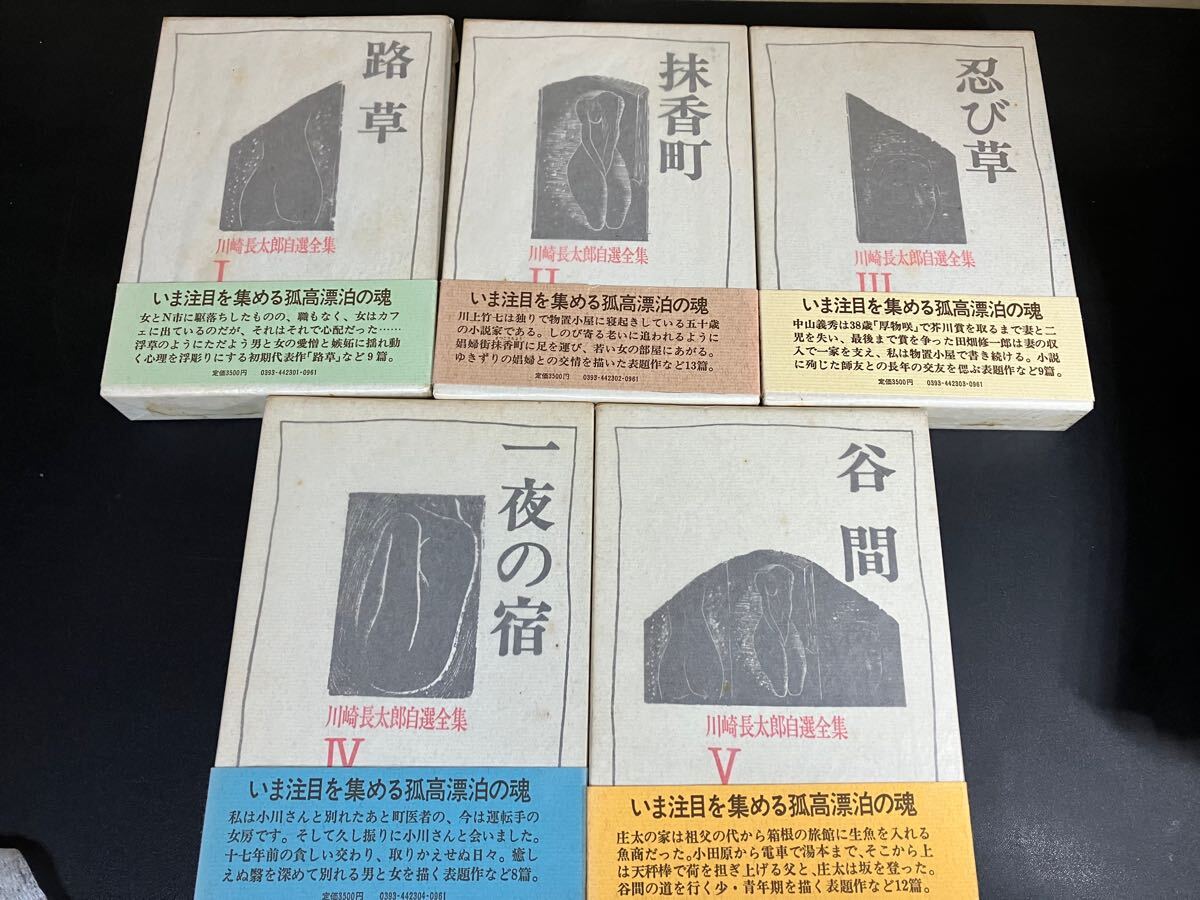 路草
川崎長太郎自選全集
I
いま注目を集める孤高漂泊の魂
女とN市に駆落ちしたものの、職もなく、女はカフ
ェに出ているのだが、それはそれで心配だった……
浮草のようにただよう男と女の愛憎と嫉妬に揺れ動
く心理を浮彫りにする初期代表作「路草」など9篇。
定価3500円 0393-442301-0961
抹香町
川崎長太郎自選全集
II
いま注目を集める孤高漂泊の魂
川上竹七は独りで物置小屋に寝起きしている五十歳
の小説家である。しのび寄る老いに追われるように
娼婦街抹香町に足を運び、若い女の部屋にあがる。
ゆきずりの娼婦との交情を描いた表題作など13篇。
定価3500円 0393-442302-0961
忍び草
川崎長太郎自選全集
III
いま注目を集める孤高漂泊の魂
中山義秀は38歳「厚物咲」で芥川賞を取るまで妻と二
児を失い、最後まで賞を争った田畑修一郎は妻の収
入で一家を支え、私は物置小屋で書き続ける。小説
に殉じた師友との長年の交友を偲ぶ表題作など9篇。
定価3500円 0393-442303-0961
一夜の宿
川崎長太郎自選全集
IV
いま注目を集める孤高漂泊の魂
私は小川さんと別れたあと町医者の、今は運転手の
女房です。そして久し振りに小川さんと会いました。
十七年前の貪しい交わり、取りかえせぬ日々。癒し
えぬ翳を深めて別れる男と女を描く表題作など8篇。
定価3500円 0393-442304-0961
谷間
川崎長太郎自選全集
V
いま注目を集める孤高漂泊の魂
庄太の家は祖父の代から箱根の旅館に生魚を入れる
魚商だった。小田原から電車で湯本まで、そこから上
は天秤棒で荷を担ぎ上げる父と、庄太は坂を登った。
谷間の道を行く少・青年期を描く表題作など12篇。